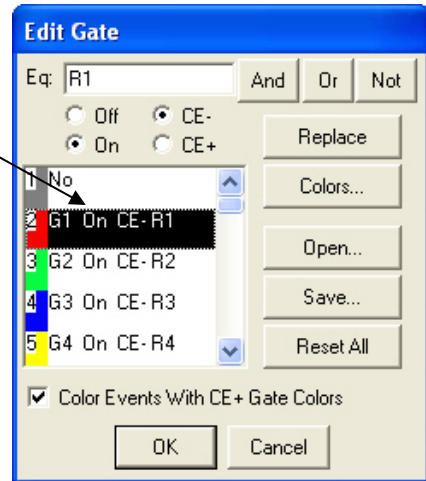 Edit Gate
Eq: R1 And Or Not
Off CE-
On CE+
Replace
1 No
Colors...
2 G1 On CE- R1
3 G2 On CE- R2
Open...
4 G3 On CE- R3
Save...
5 G4 On CE- R4
Reset All
Color Events With CE+ Gate Colors
OK Cancel